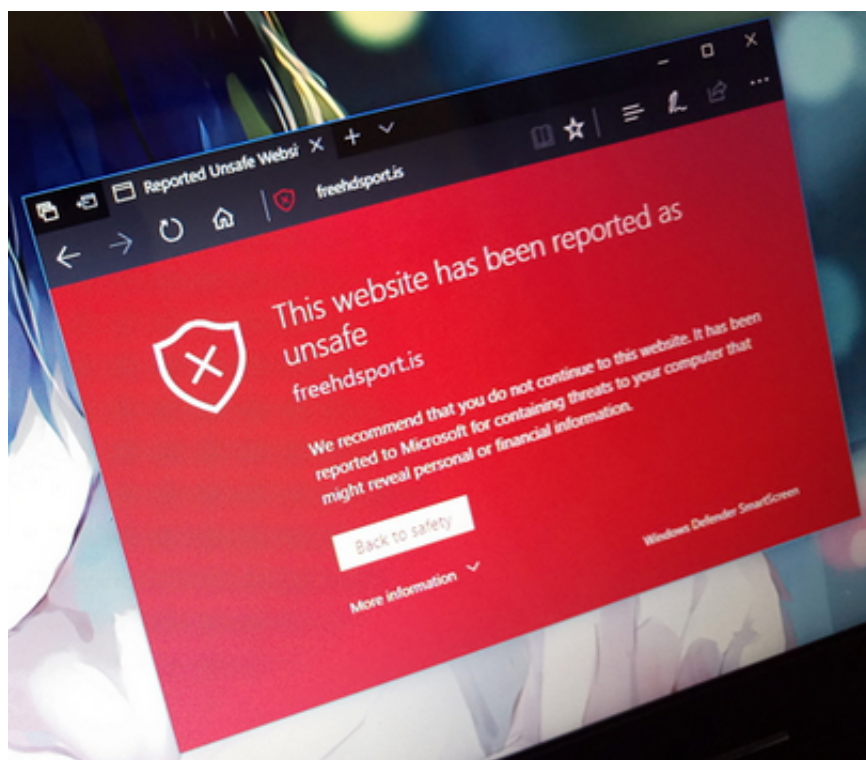 Reported Unsafe Websi
freehdsport.is
This website has been reported as
unsafe
freehdsport.is
We recommend that you do not continue to this website. It has been
reported to Microsoft for containing threats to your computer that
might reveal personal or financial information.
Back to safety
Windows Defender SmartScreen
More information